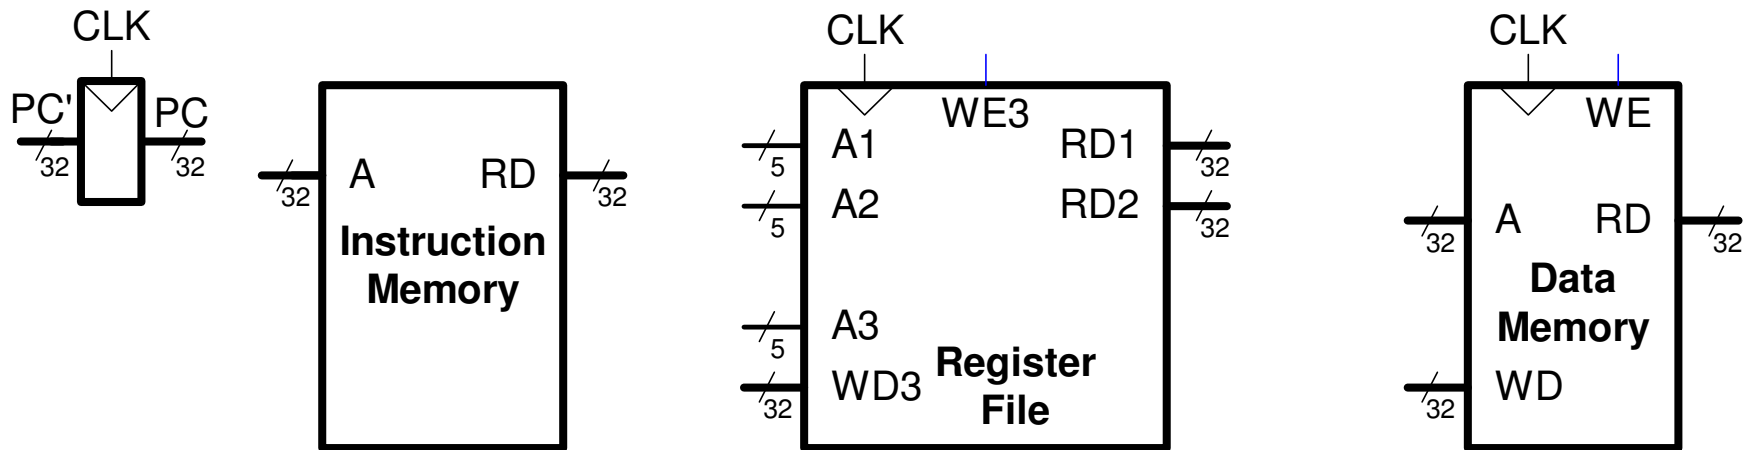 CLK
PC'
PC
32
32
A
RD
32
32
Instruction
Memory
CLK
WE3
A1
RD1
5
32
A2
RD2
5
32
A3
5
WD3
32
Register
File
CLK
WE
A
RD
32
32
Data
Memory
WD
32